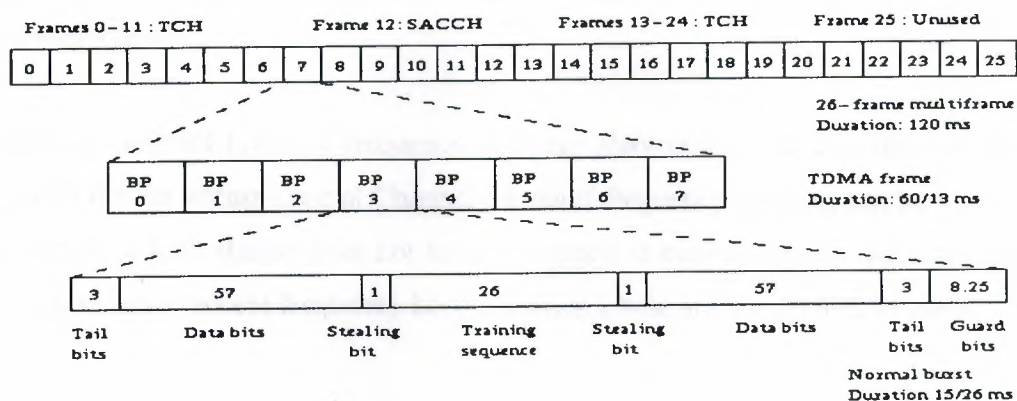 Frames 0-11 : TCH Frame 12: SACCH Frames 13-24 : TCH Frame 25 : Unused
0 1 2 3 4 5 6 7 8 9 10 11 12 13 14 15 16 17 18 19 20 21 22 23 24 25
26-frame multiframe
Duration: 120 ms
BP 0 BP 1 BP 2 BP 3 BP 4 BP 5 BP 6 BP 7
TDMA frame
Duration: 60/13 ms
3 57 1 26 1 57 3 8.25
Tail bits Data bits Stealing bit Training sequence Stealing bit Data bits Tail bits Guard bits
Normal burst
Duration 15/26 ms